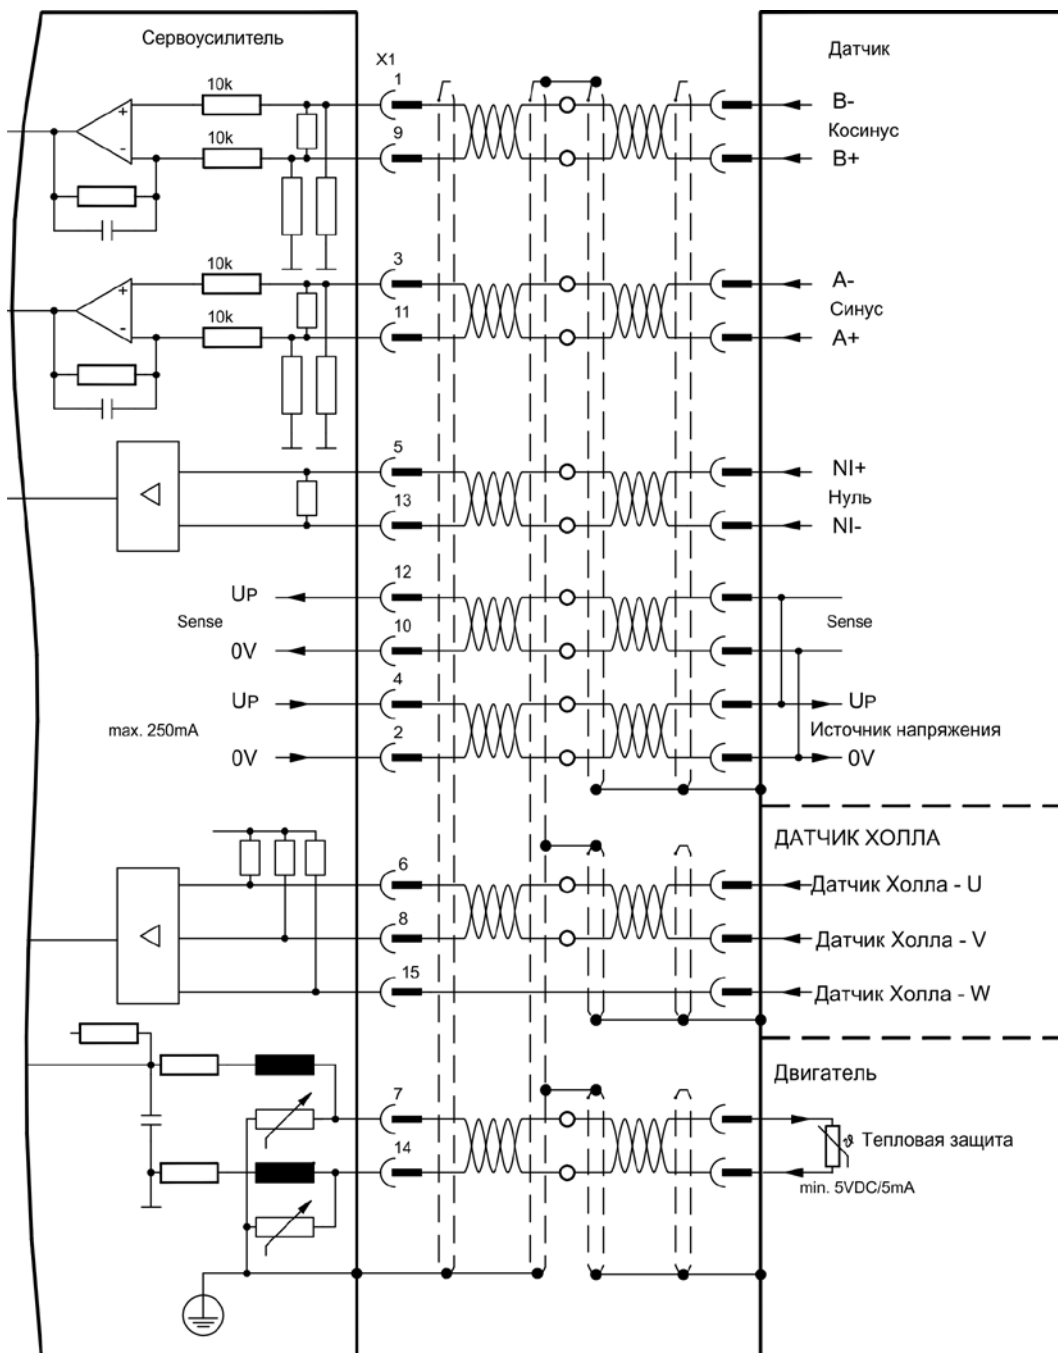 Сервоусилитель
X1
Датчик
10k
1
B-
Косинус
+
-
10k
9
B+
10k
3
A-
Синус
+
-
10k
11
A+
5
NI+
Нуль
13
NI-
UP
12
Sense
Sense
0V
10
UP
4
UP
max. 250mA
Источник напряжения
0V
2
0V
ДАТЧИК ХОЛЛА
6
Датчик Холла - U
8
Датчик Холла - V
15
Датчик Холла - W
Двигатель
7
ϑ Тепловая защита
14
min. 5VDC/5mA